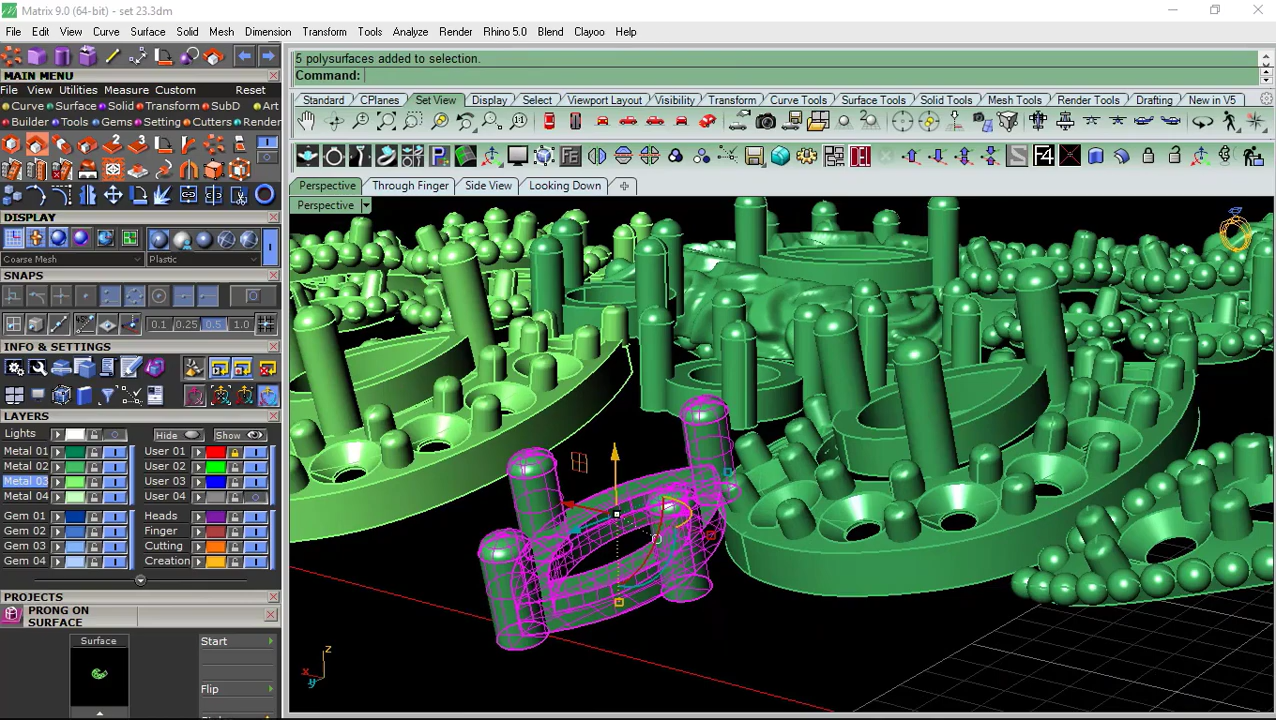 Matrix 9.0 (64-bit) - set 23.3dm
File Edit View Curve Surface Solid Mesh Dimension Transform Tools Analyze Render Rhino 5.0 Blend Clayoo Help
5 polysurfaces added to selection.
Command:
MAIN MENU
File View Utilities Measure Custom Reset
Curve Surface Solid Transform SubD Art
Builder Tools Gems Setting Cutters Render
Standard CPlanes Set View Display Select Viewport Layout Visibility Transform Curve Tools Surface Tools Solid Tools Mesh Tools Render Tools Drafting New in V5
Perspective Through Finger Side View Looking Down
Perspective
DISPLAY
Coarse Mesh Plastic
SNAPS
0.1 0.25 0.5 1.0
INFO & SETTINGS
LAYERS
Lights Hide Show
Metal 01 User 01
Metal 02 User 02
Metal 03 User 03
Metal 04 User 04
Gem 01 Heads
Gem 02 Finger
Gem 03 Cutting
Gem 04 Creation
PROJECTS
PRONG ON
SURFACE
Surface Start
Flip
z
x
y